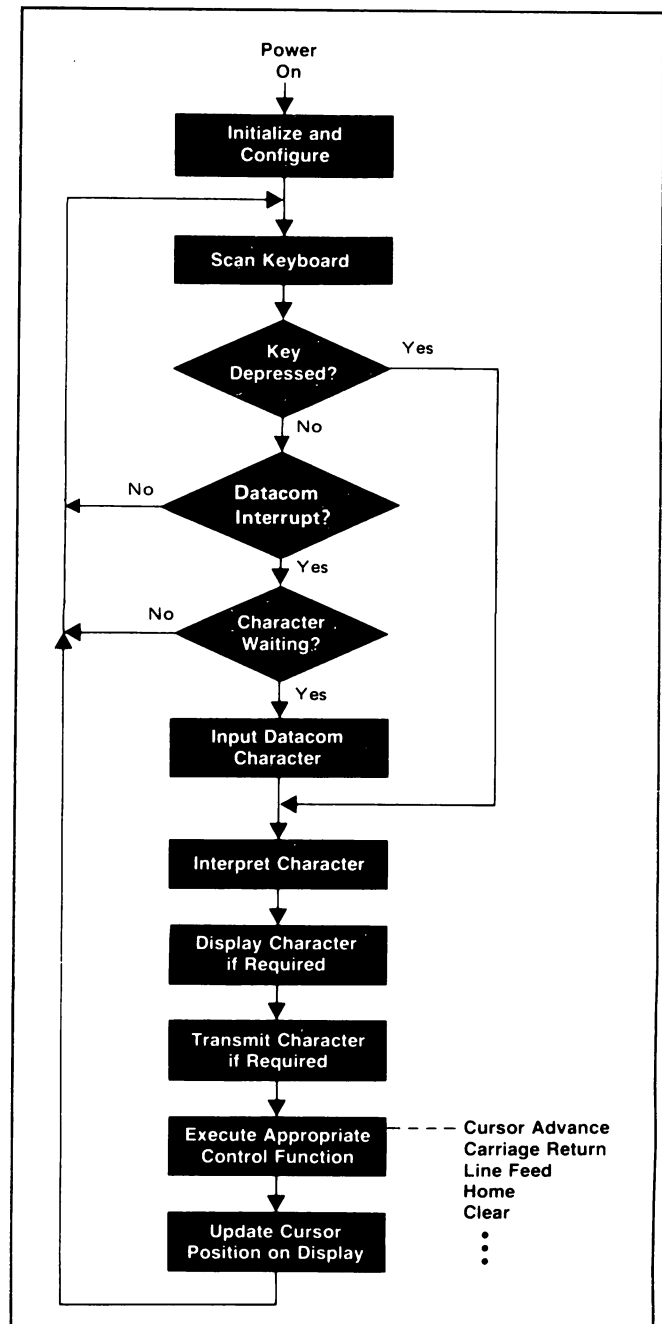 Power
On
Initialize and
Configure
Scan Keyboard
Key
Depressed?
Yes
No
Datacom
Interrupt?
No
Yes
Character
Waiting?
No
Yes
Input Datacom
Character
Interpret Character
Display Character
if Required
Transmit Character
if Required
Execute Appropriate
Control Function
Cursor Advance
Carriage Return
Line Feed
Home
Clear
Update Cursor
Position on Display